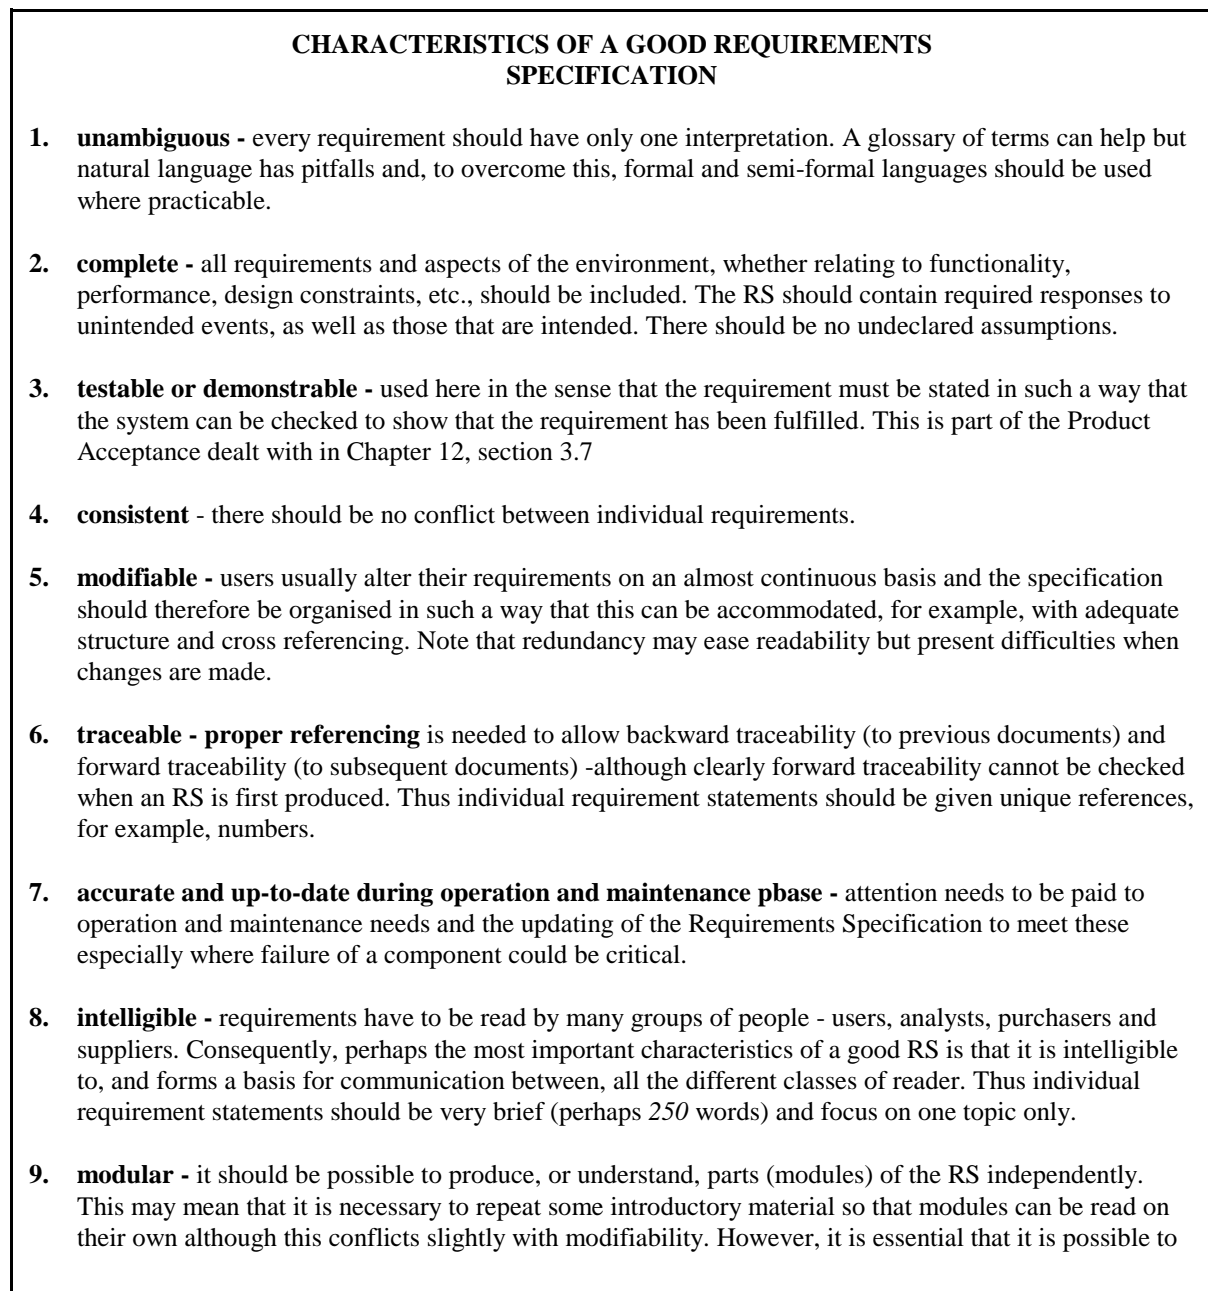 CHARACTERISTICS OF A GOOD REQUIREMENTS
SPECIFICATION
1. unambiguous - every requirement should have only one interpretation. A glossary of terms can help but
natural language has pitfalls and, to overcome this, formal and semi-formal languages should be used
where practicable.
2. complete - all requirements and aspects of the environment, whether relating to functionality,
performance, design constraints, etc., should be included. The RS should contain required responses to
unintended events, as well as those that are intended. There should be no undeclared assumptions.
3. testable or demonstrable - used here in the sense that the requirement must be stated in such a way that
the system can be checked to show that the requirement has been fulfilled. This is part of the Product
Acceptance dealt with in Chapter 12, section 3.7
4. consistent - there should be no conflict between individual requirements.
5. modifiable - users usually alter their requirements on an almost continuous basis and the specification
should therefore be organised in such a way that this can be accommodated, for example, with adequate
structure and cross referencing. Note that redundancy may ease readability but present difficulties when
changes are made.
6. traceable - proper referencing is needed to allow backward traceability (to previous documents) and
forward traceability (to subsequent documents) -although clearly forward traceability cannot be checked
when an RS is first produced. Thus individual requirement statements should be given unique references,
for example, numbers.
7. accurate and up-to-date during operation and maintenance pbase - attention needs to be paid to
operation and maintenance needs and the updating of the Requirements Specification to meet these
especially where failure of a component could be critical.
8. intelligible - requirements have to be read by many groups of people - users, analysts, purchasers and
suppliers. Consequently, perhaps the most important characteristics of a good RS is that it is intelligible
to, and forms a basis for communication between, all the different classes of reader. Thus individual
requirement statements should be very brief (perhaps 250 words) and focus on one topic only.
9. modular - it should be possible to produce, or understand, parts (modules) of the RS independently.
This may mean that it is necessary to repeat some introductory material so that modules can be read on
their own although this conflicts slightly with modifiability. However, it is essential that it is possible to